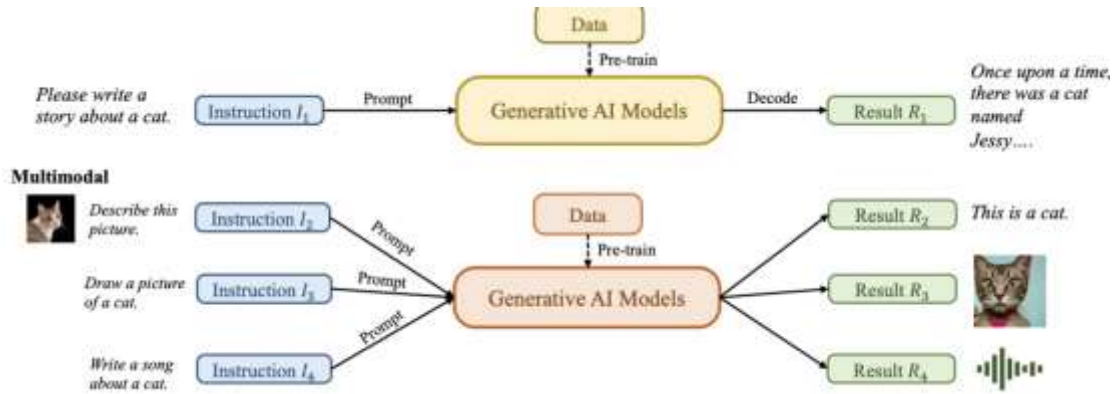 Data
Pre-train
Please write a
story about a cat.
Instruction I₁
Prompt
Generative AI Models
Decode
Result R₁
Once upon a time,
there was a cat
named
Jessy….
Multimodal
Describe this
picture.
Instruction I₂
Prompt
Data
Pre-train
Result R₂
This is a cat.
Draw a picture
of a cat.
Instruction I₃
Prompt
Generative AI Models
Result R₃
Write a song
about a cat.
Instruction I₄
Prompt
Result R₄